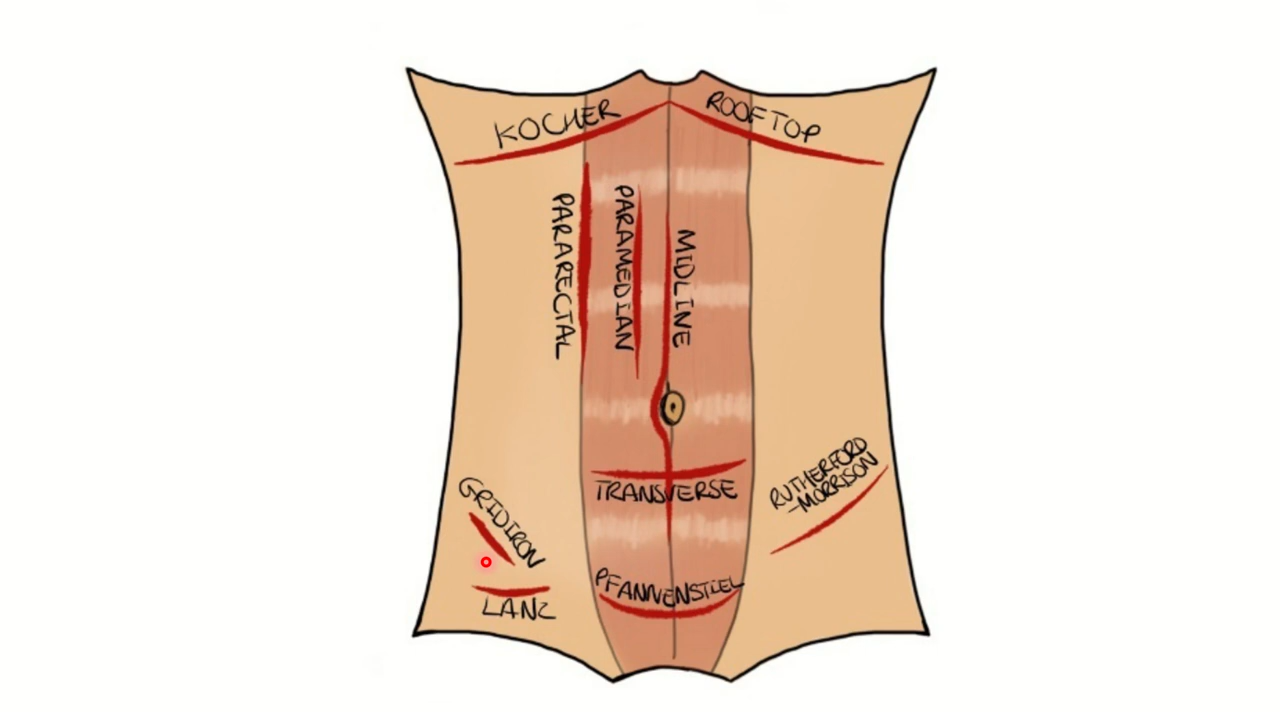 KOCHER
ROOFTOP
PARARECTAL
PARAMEDIAN
MIDLINE
TRANSVERSE
RUTHERFORD
-MORRISON
GRIDIRON
LANZ
PFANNENSTIEL